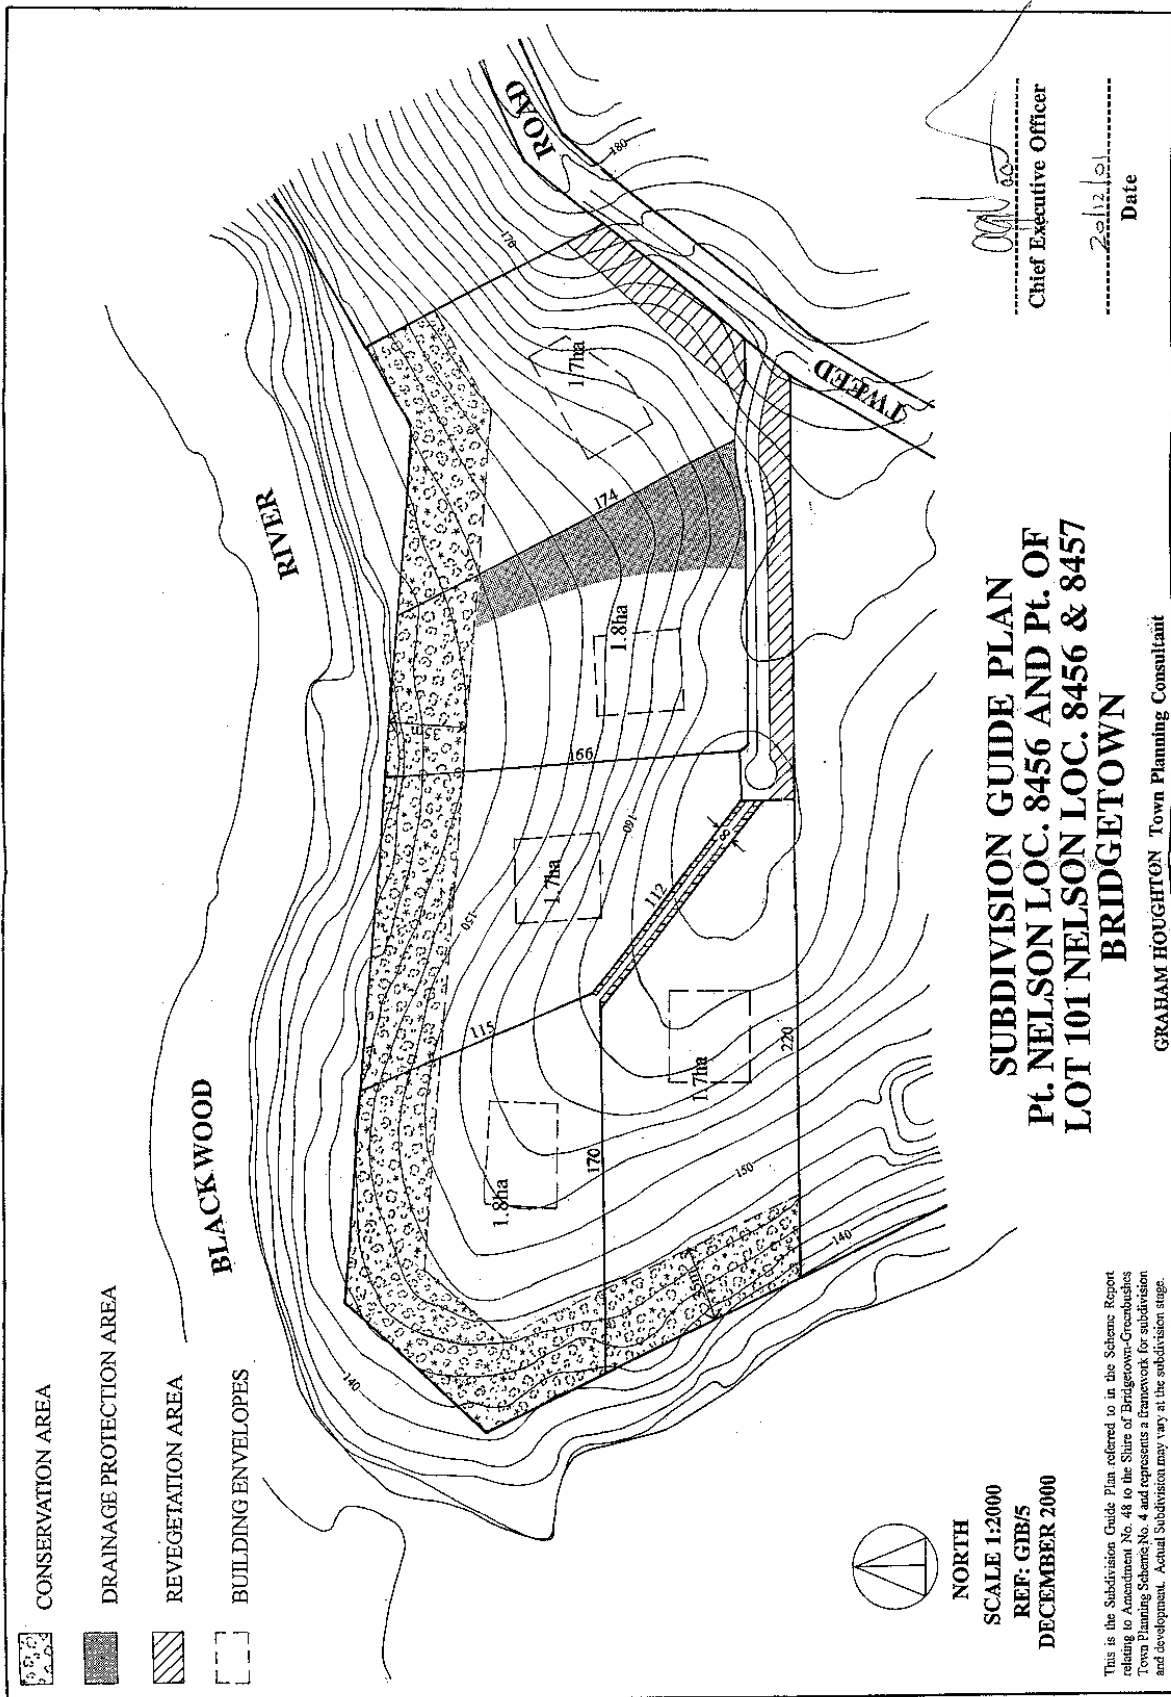 CONSERVATION AREA
DRAINAGE PROTECTION AREA
REVEGETATION AREA
BUILDING ENVELOPES
BLACKWOOD
RIVER
ROAD
TWEED
180
170
174
1.7ha
1.8ha
166
35
1.7ha
160
150
8
112
115
1.8ha
170
1.7ha
220
150
140
140
NORTH
SCALE 1:2000
REF: GIB/5
DECEMBER 2000
SUBDIVISION GUIDE PLAN
Pt. NELSON LOC. 8456 AND Pt. OF
LOT 101 NELSON LOC. 8456 & 8457
BRIDGETOWN
GRAHAM HOUGHTON Town Planning Consultant
Chief Executive Officer
20/12/01
Date
This is the Subdivision Guide Plan referred to in the Scheme Report
relating to Amendment No. 48 to the Shire of Bridgetown-Greenbushes
Town Planning Scheme No. 4 and represents a framework for subdivision
and development. Actual Subdivision may vary at the subdivision stage.